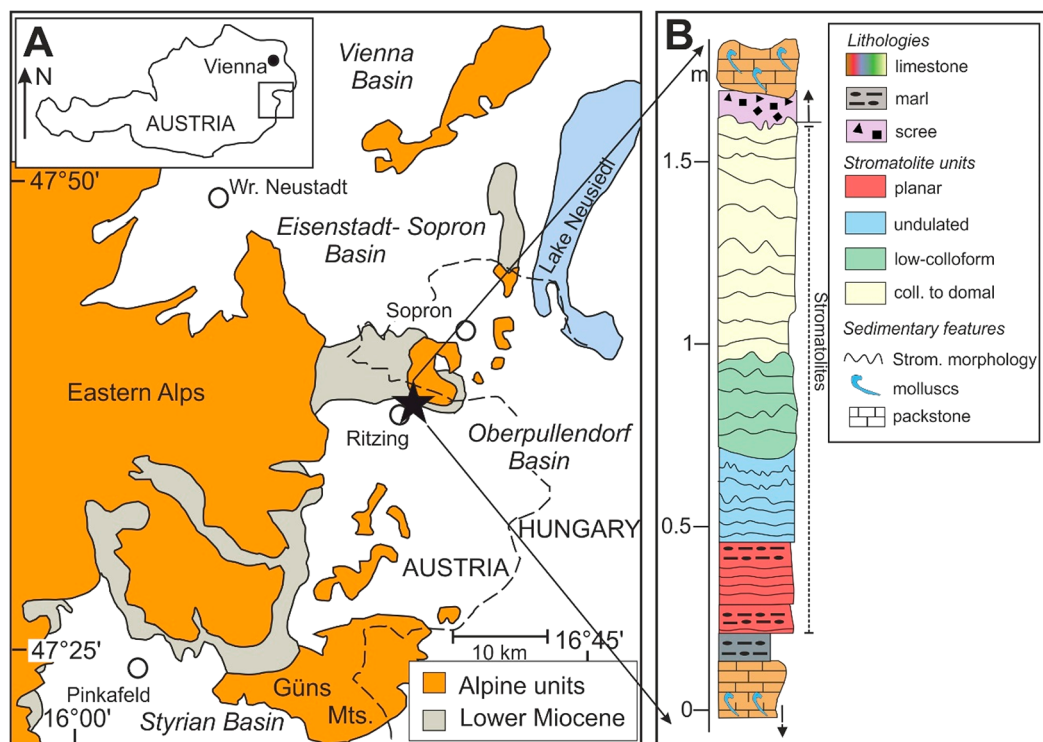 A
N
Vienna
AUSTRIA
Vienna
Basin
47°50'
Wr. Neustadt
Eisenstadt- Sopron
Basin
Lake Neusiedl
Sopron
Eastern Alps
Ritzing
Oberpullendorf
Basin
HUNGARY
AUSTRIA
47°25'
16°45'
10 km
Pinkafeld
Güns
Mts.
Styrian Basin
16°00'
Alpine units
Lower Miocene
B
m
1.5
1
0.5
0
Stromatolites
Lithologies
limestone
marl
scree
Stromatolite units
planar
undulated
low-colloform
coll. to domal
Sedimentary features
Strom. morphology
molluscs
packstone